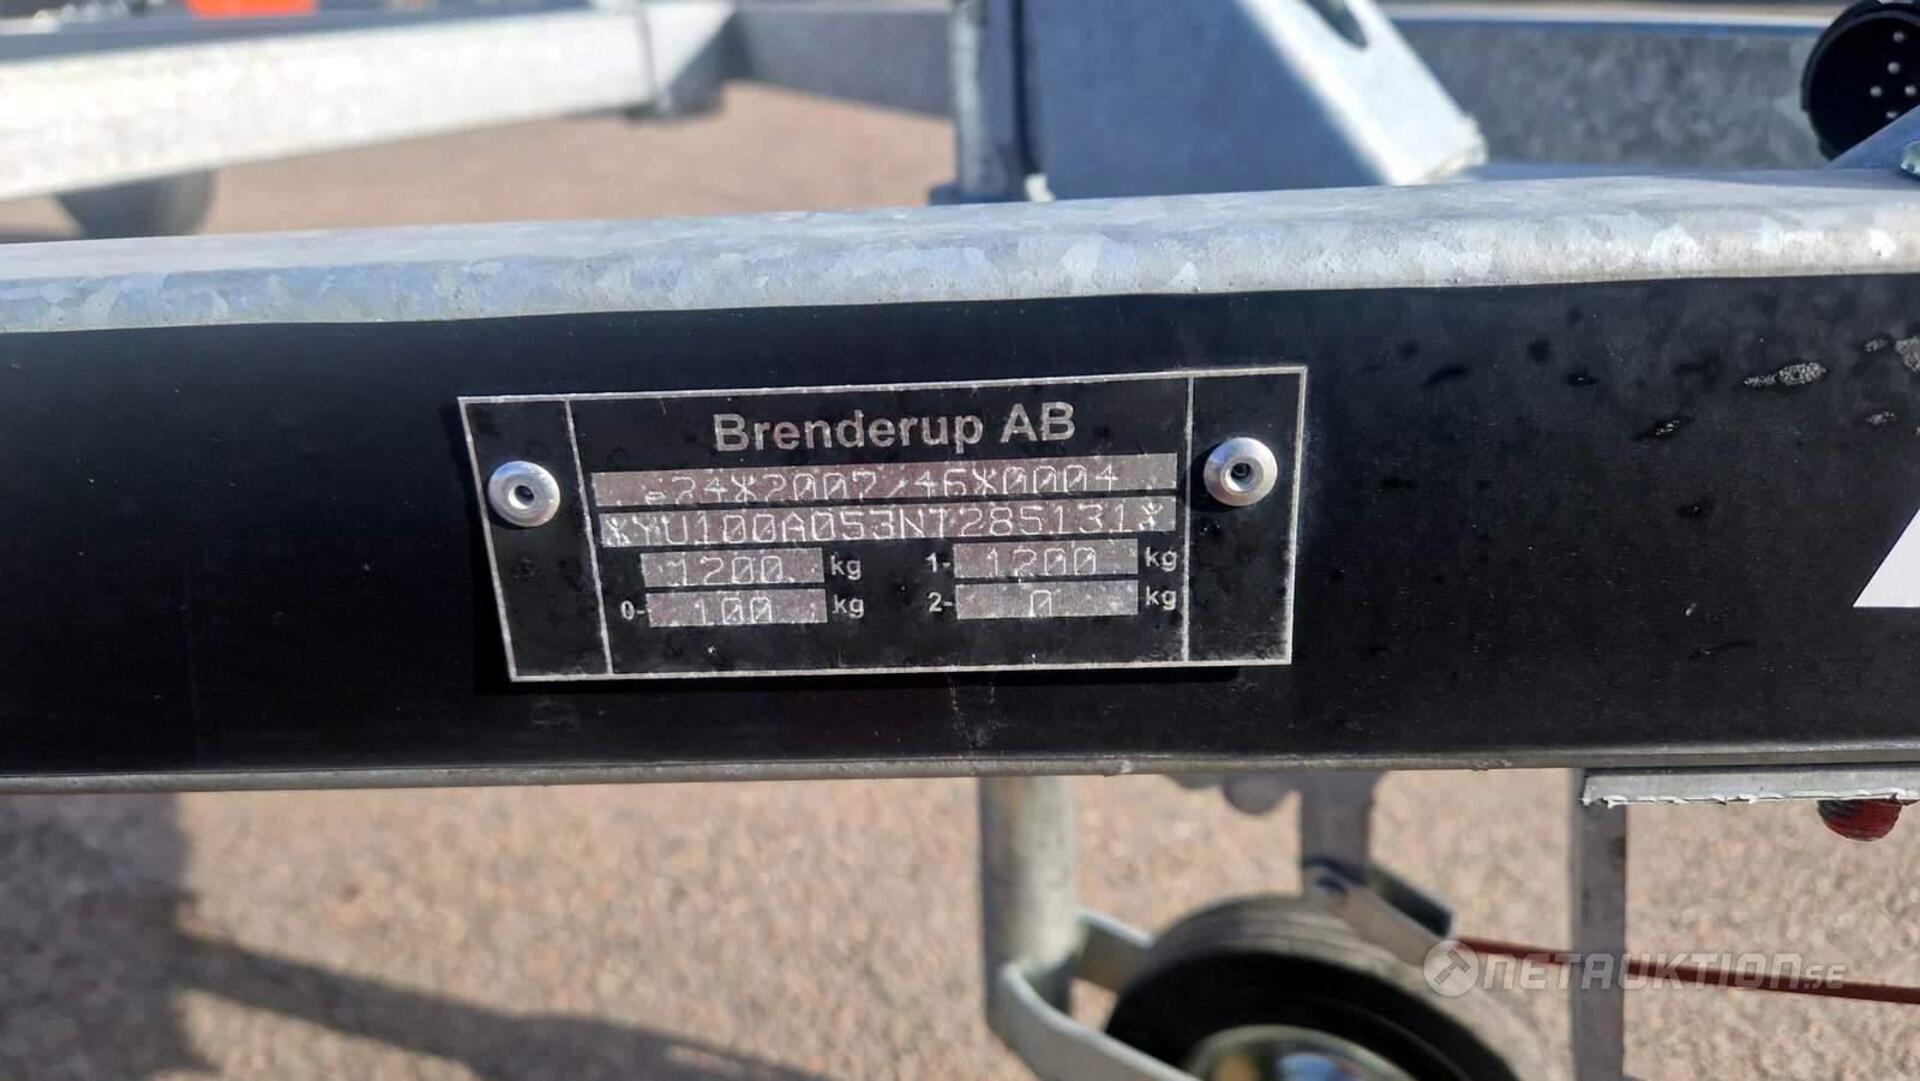 Brenderup AB
e24*2007/46*0004
*YU100A053NT285131*
1200 kg 1- 1200 kg
0- 100 kg 2- 0 kg
NETAUKTION.SE